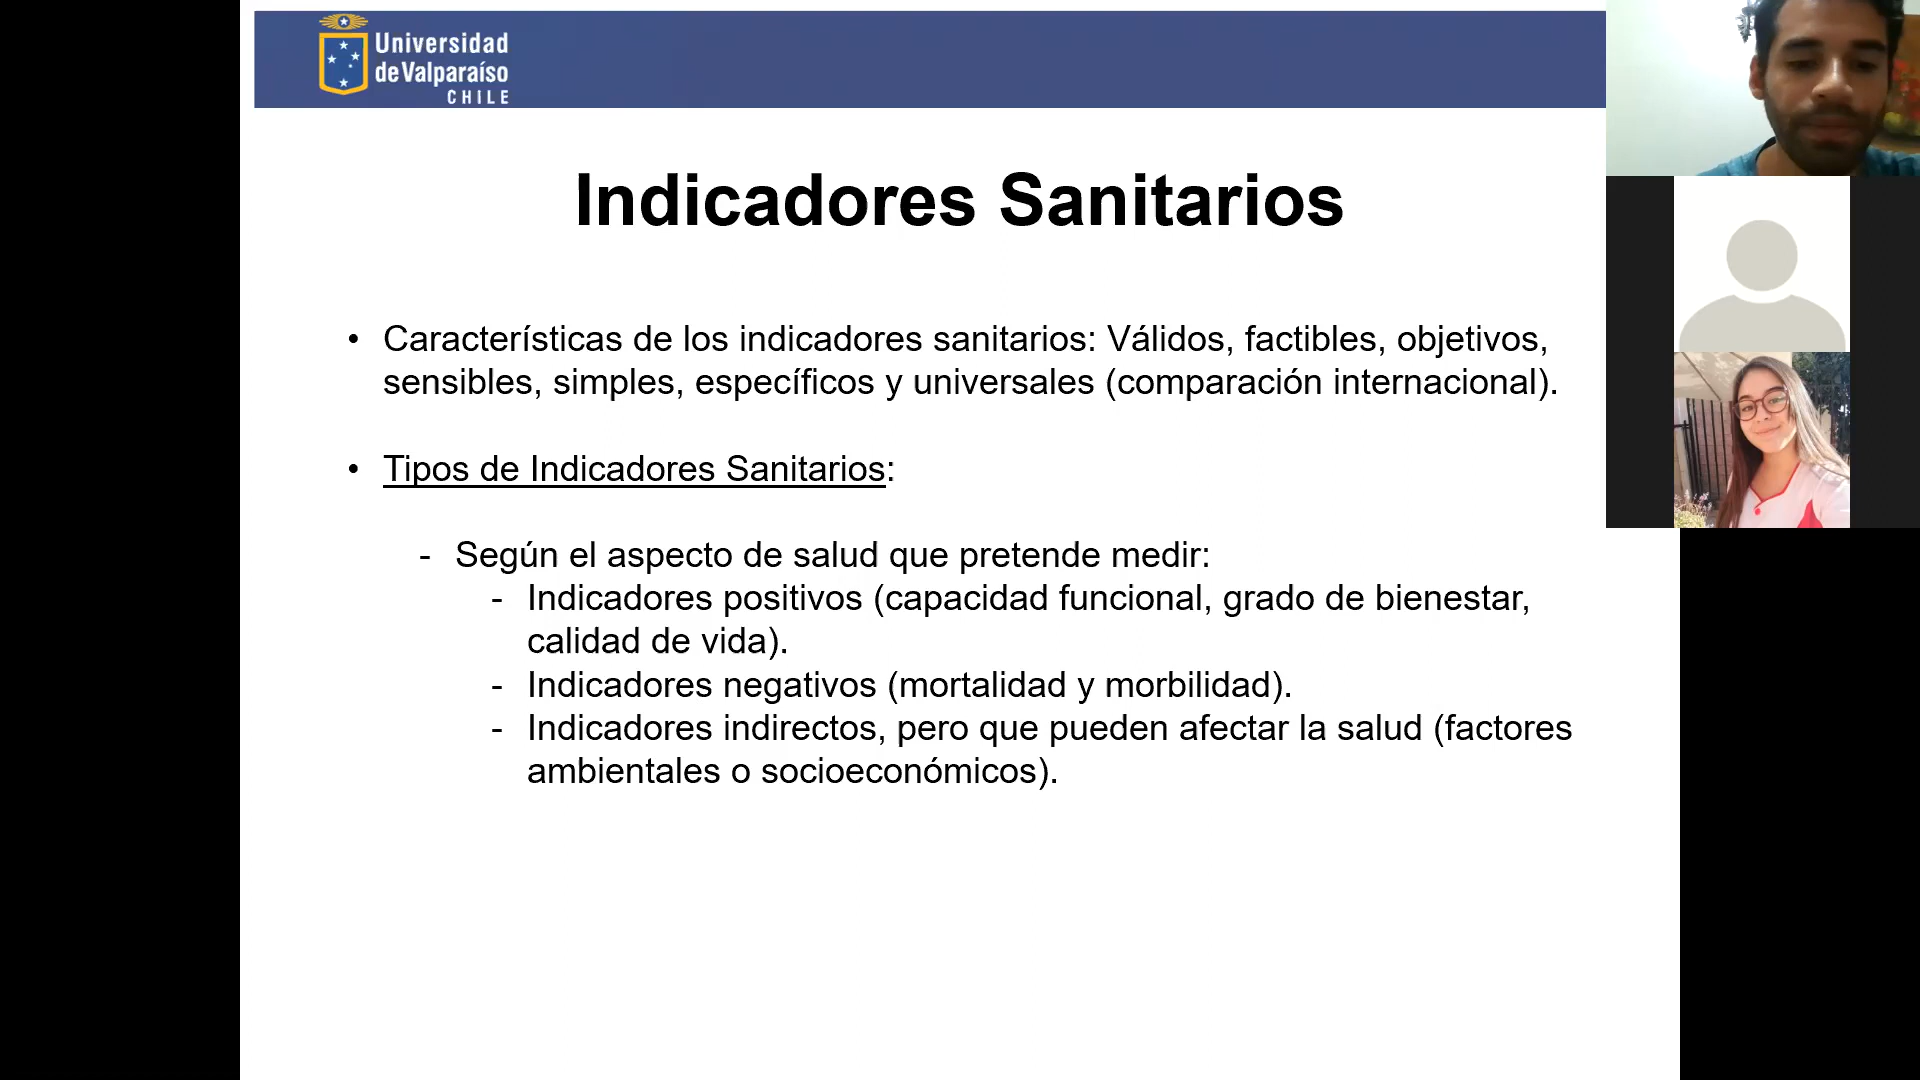 Universidad
de Valparaíso
CHILE
Indicadores Sanitarios
• Características de los indicadores sanitarios: Válidos, factibles, objetivos,
sensibles, simples, específicos y universales (comparación internacional).
• Tipos de Indicadores Sanitarios:
- Según el aspecto de salud que pretende medir:
- Indicadores positivos (capacidad funcional, grado de bienestar,
calidad de vida).
- Indicadores negativos (mortalidad y morbilidad).
- Indicadores indirectos, pero que pueden afectar la salud (factores
ambientales o socioeconómicos).